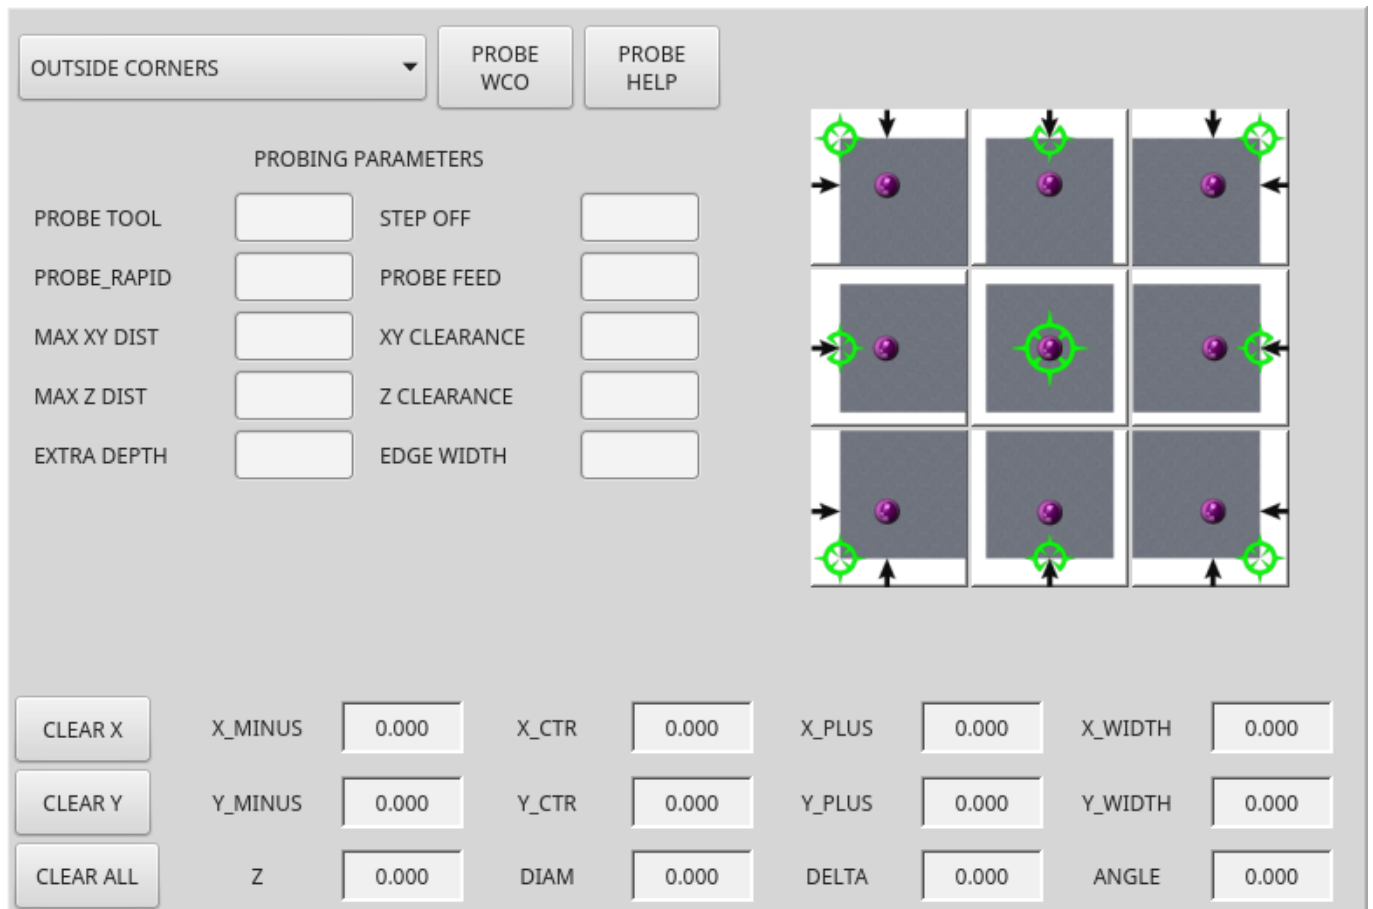 OUTSIDE CORNERS
PROBE
WCO
PROBE
HELP
PROBING PARAMETERS
PROBE TOOL STEP OFF
PROBE_RAPID PROBE FEED
MAX XY DIST XY CLEARANCE
MAX Z DIST Z CLEARANCE
EXTRA DEPTH EDGE WIDTH
CLEAR X X_MINUS 0.000 X_CTR 0.000 X_PLUS 0.000 X_WIDTH 0.000
CLEAR Y Y_MINUS 0.000 Y_CTR 0.000 Y_PLUS 0.000 Y_WIDTH 0.000
CLEAR ALL Z 0.000 DIAM 0.000 DELTA 0.000 ANGLE 0.000